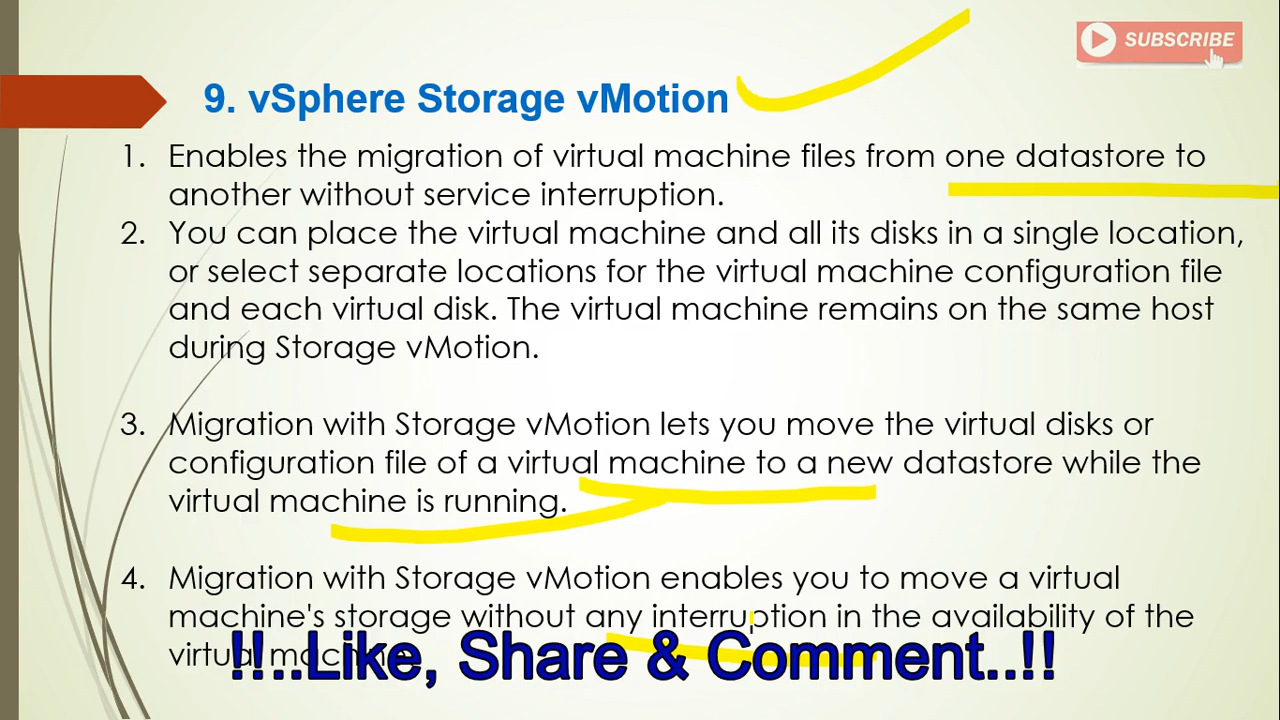 SUBSCRIBE
9. vSphere Storage vMotion
1. Enables the migration of virtual machine files from one datastore to
another without service interruption.
2. You can place the virtual machine and all its disks in a single location,
or select separate locations for the virtual machine configuration file
and each virtual disk. The virtual machine remains on the same host
during Storage vMotion.
3. Migration with Storage vMotion lets you move the virtual disks or
configuration file of a virtual machine to a new datastore while the
virtual machine is running.
4. Migration with Storage vMotion enables you to move a virtual
machine's storage without any interruption in the availability of the
virtual
!!..Like, Share & Comment..!!